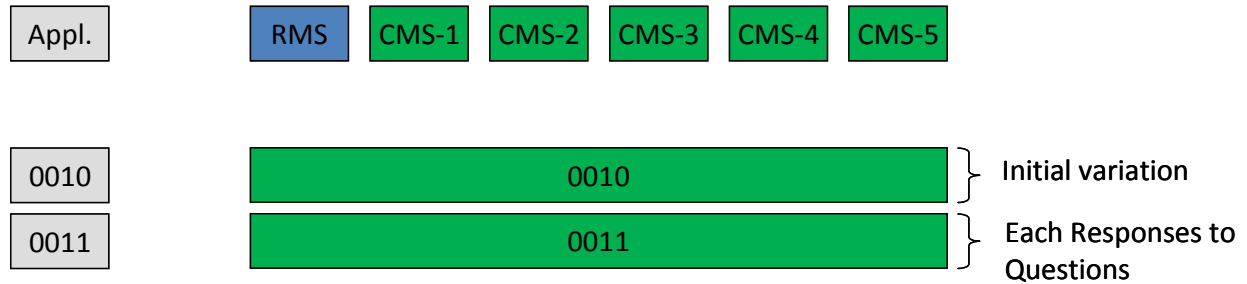 Appl. RMS CMS-1 CMS-2 CMS-3 CMS-4 CMS-5
0010 0010 Initial variation
0011 0011 Each Responses to
Questions